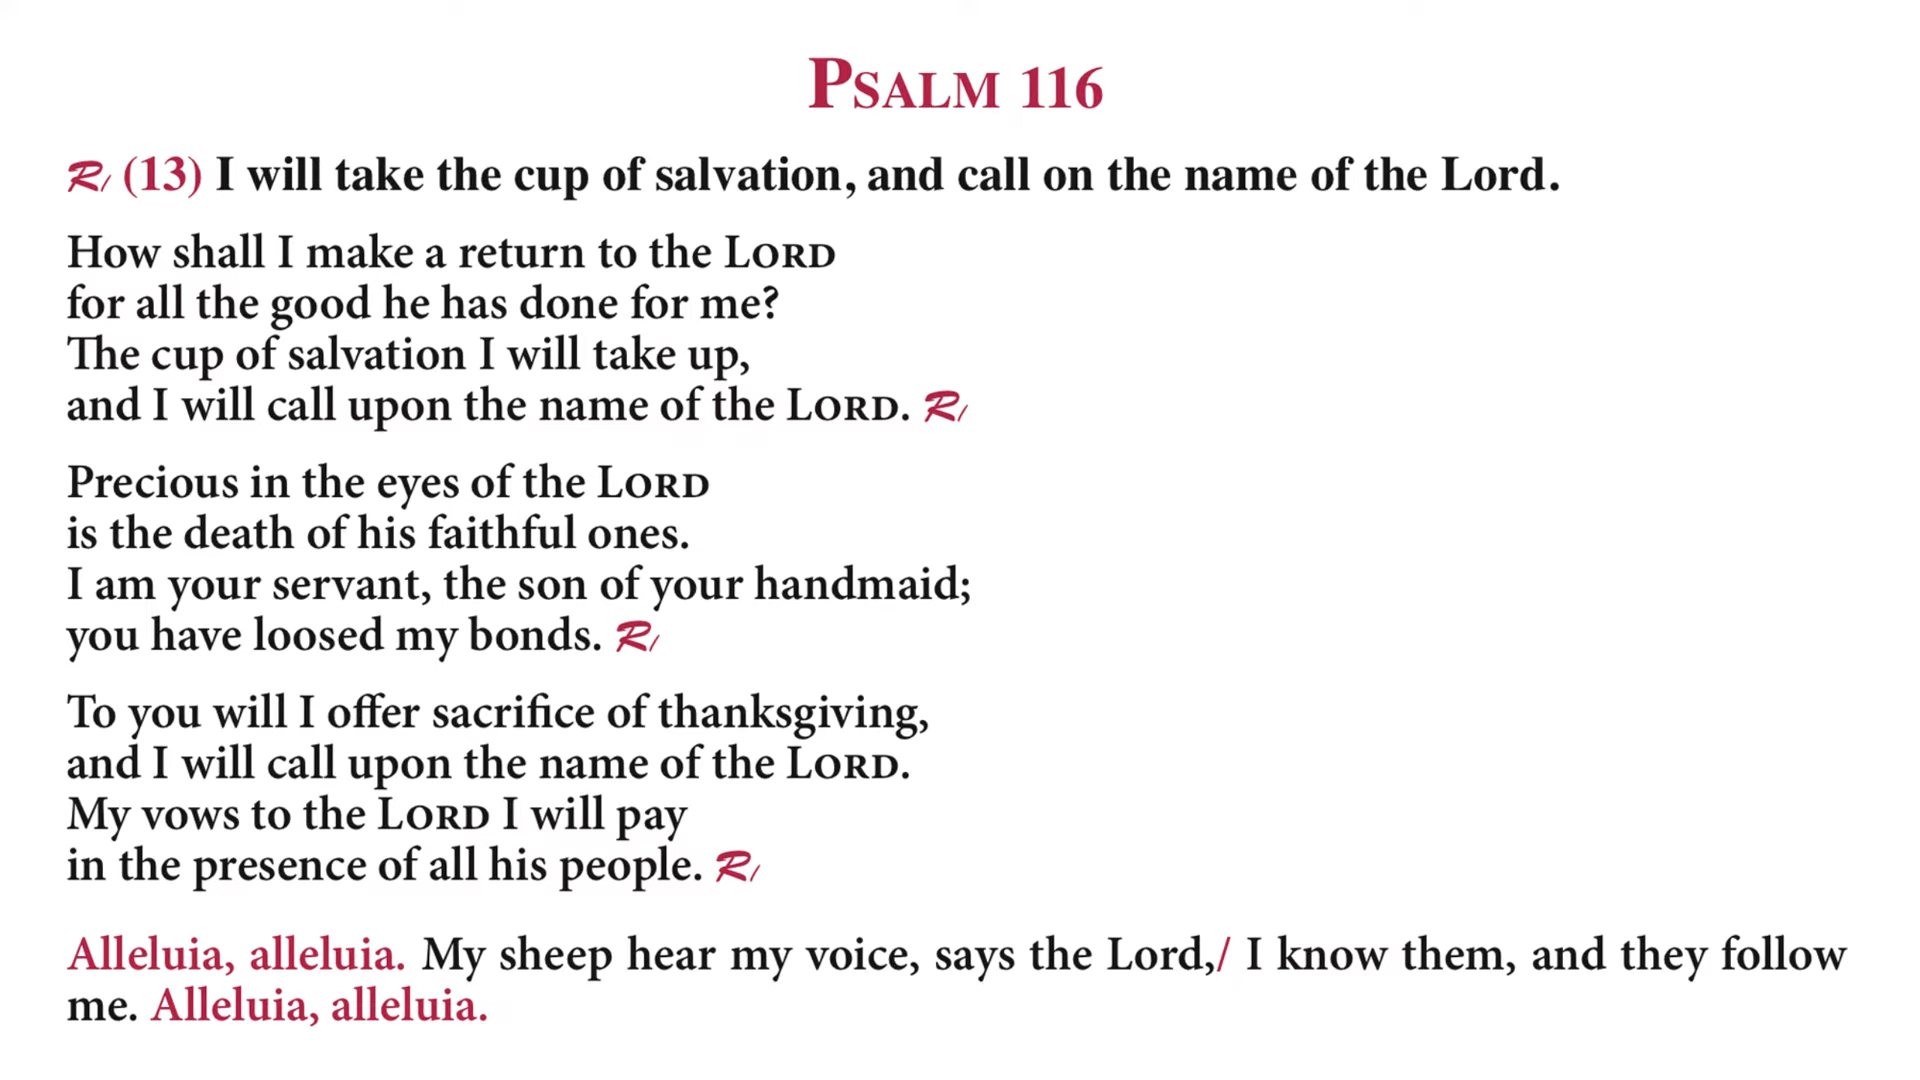 PSALM 116
℟ (13) I will take the cup of salvation, and call on the name of the Lord.
How shall I make a return to the LORD
for all the good he has done for me?
The cup of salvation I will take up,
and I will call upon the name of the LORD. ℟
Precious in the eyes of the LORD
is the death of his faithful ones.
I am your servant, the son of your handmaid;
you have loosed my bonds. ℟
To you will I offer sacrifice of thanksgiving,
and I will call upon the name of the LORD.
My vows to the LORD I will pay
in the presence of all his people. ℟
Alleluia, alleluia. My sheep hear my voice, says the Lord,/ I know them, and they follow
me. Alleluia, alleluia.